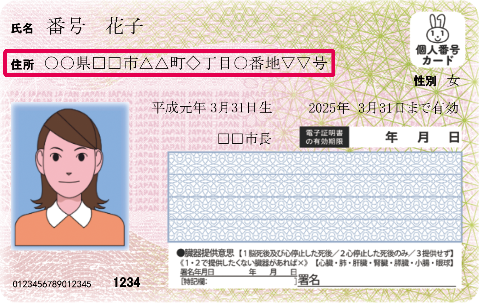 氏名 番号 花子
個人番号
カード
住所 〇〇県□□市△△町◇丁目〇番地▽▽号
性別 女
平成元年3月31日生 2025年 3月31日まで有効
□□市長 電子証明書の有効期限 年 月 日
●臓器提供意思【1脳死後及び心停止した死後/2心停止した死後のみ/3提供せず】
《1・2で提供したくない臓器があれば×》【心臓・肺・肝臓・腎臓・膵臓・小腸・眼球】
署名年月日 年 月 日
[特記欄: ] 署名
0123456789012345 1234